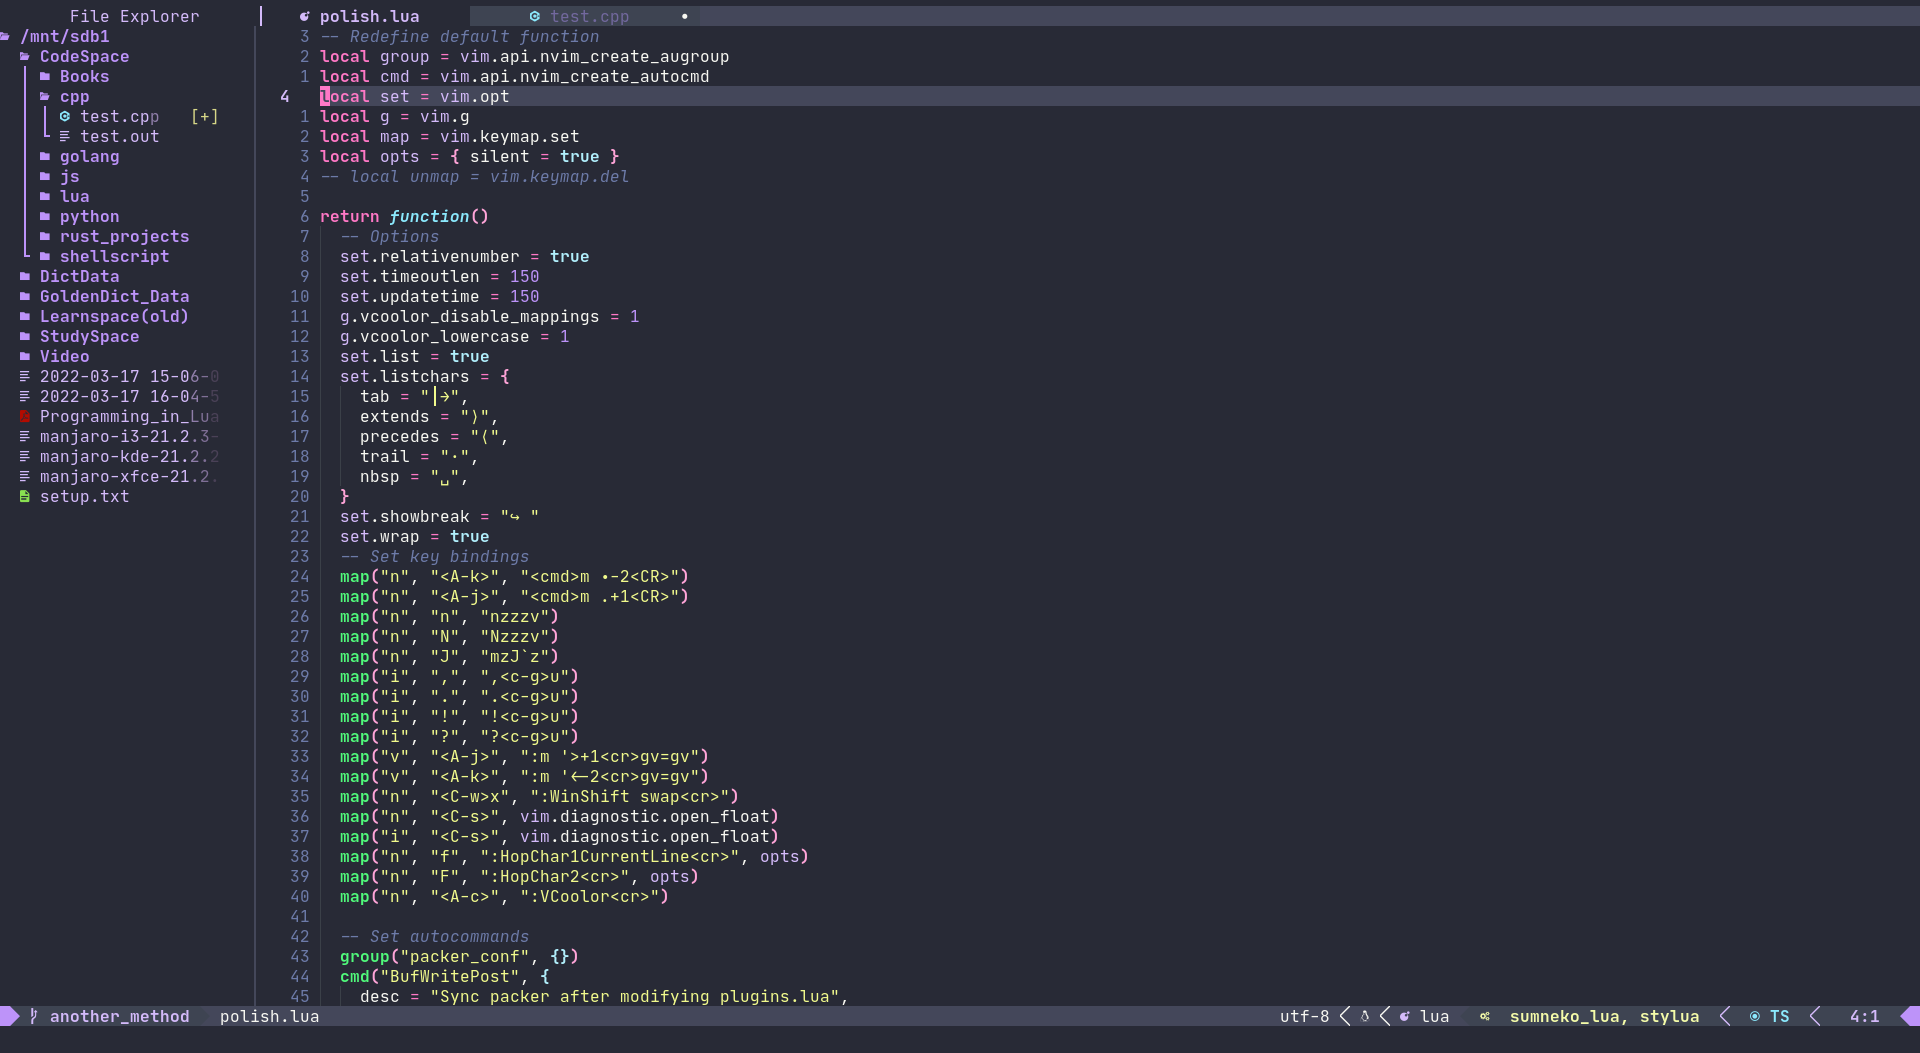 File Explorer
/mnt/sdb1
CodeSpace
Books
cpp
test.cpp [+]
test.out
golang
js
lua
python
rust_projects
shellscript
DictData
GoldenDict_Data
Learnspace(old)
StudySpace
Video
2022-03-17 15-06-0
2022-03-17 16-04-5
Programming_in_Lua
manjaro-i3-21.2.3-
manjaro-kde-21.2.2
manjaro-xfce-21.2.
setup.txt
polish.lua test.cpp •
3 -- Redefine default function
2 local group = vim.api.nvim_create_augroup
1 local cmd = vim.api.nvim_create_autocmd
4 local set = vim.opt
1 local g = vim.g
2 local map = vim.keymap.set
3 local opts = { silent = true }
4 -- local unmap = vim.keymap.del
5
6 return function()
7 -- Options
8 set.relativenumber = true
9 set.timeoutlen = 150
10 set.updatetime = 150
11 g.vcoolor_disable_mappings = 1
12 g.vcoolor_lowercase = 1
13 set.list = true
14 set.listchars = {
15 tab = "│→",
16 extends = "⟩",
17 precedes = "⟨",
18 trail = "·",
19 nbsp = "␣",
20 }
21 set.showbreak = "↪ "
22 set.wrap = true
23 -- Set key bindings
24 map("n", "<A-k>", "<cmd>m .-2<CR>")
25 map("n", "<A-j>", "<cmd>m .+1<CR>")
26 map("n", "n", "nzzzv")
27 map("n", "N", "Nzzzv")
28 map("n", "J", "mzJ`z")
29 map("i", ",", ",<c-g>u")
30 map("i", ".", ".<c-g>u")
31 map("i", "!", "!<c-g>u")
32 map("i", "?", "?<c-g>u")
33 map("v", "<A-j>", ":m '>+1<cr>gv=gv")
34 map("v", "<A-k>", ":m '<-2<cr>gv=gv")
35 map("n", "<C-w>x", ":WinShift swap<cr>")
36 map("n", "<C-s>", vim.diagnostic.open_float)
37 map("i", "<C-s>", vim.diagnostic.open_float)
38 map("n", "f", ":HopChar1CurrentLine<cr>", opts)
39 map("n", "F", ":HopChar2<cr>", opts)
40 map("n", "<A-c>", ":VCoolor<cr>")
41
42 -- Set autocommands
43 group("packer_conf", {})
44 cmd("BufWritePost", {
45 desc = "Sync packer after modifying plugins.lua",
another_method polish.lua utf-8 lua sumneko_lua, stylua TS 4:1